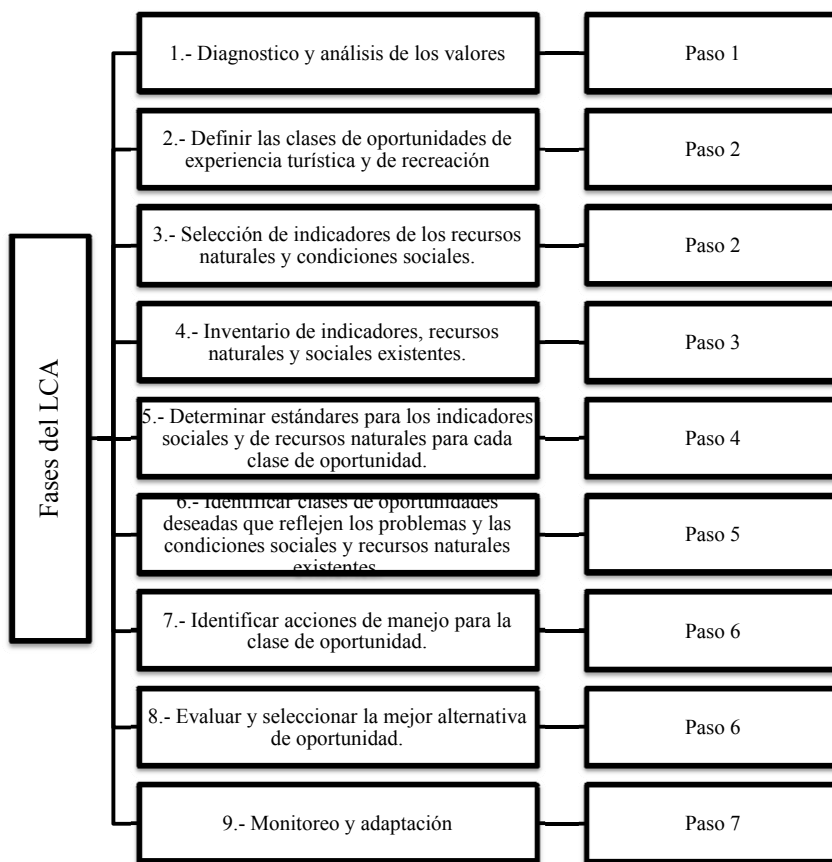 Fases del LCA
1.- Diagnostico y análisis de los valores
Paso 1
2.- Definir las clases de oportunidades de
experiencia turística y de recreación
Paso 2
3.- Selección de indicadores de los recursos
naturales y condiciones sociales.
Paso 2
4.- Inventario de indicadores, recursos
naturales y sociales existentes.
Paso 3
5.- Determinar estándares para los indicadores
sociales y de recursos naturales para cada
clase de oportunidad.
Paso 4
6.- Identificar clases de oportunidades
deseadas que reflejen los problemas y las
condiciones sociales y recursos naturales
existentes
Paso 5
7.- Identificar acciones de manejo para la
clase de oportunidad.
Paso 6
8.- Evaluar y seleccionar la mejor alternativa
de oportunidad.
Paso 6
9.- Monitoreo y adaptación
Paso 7